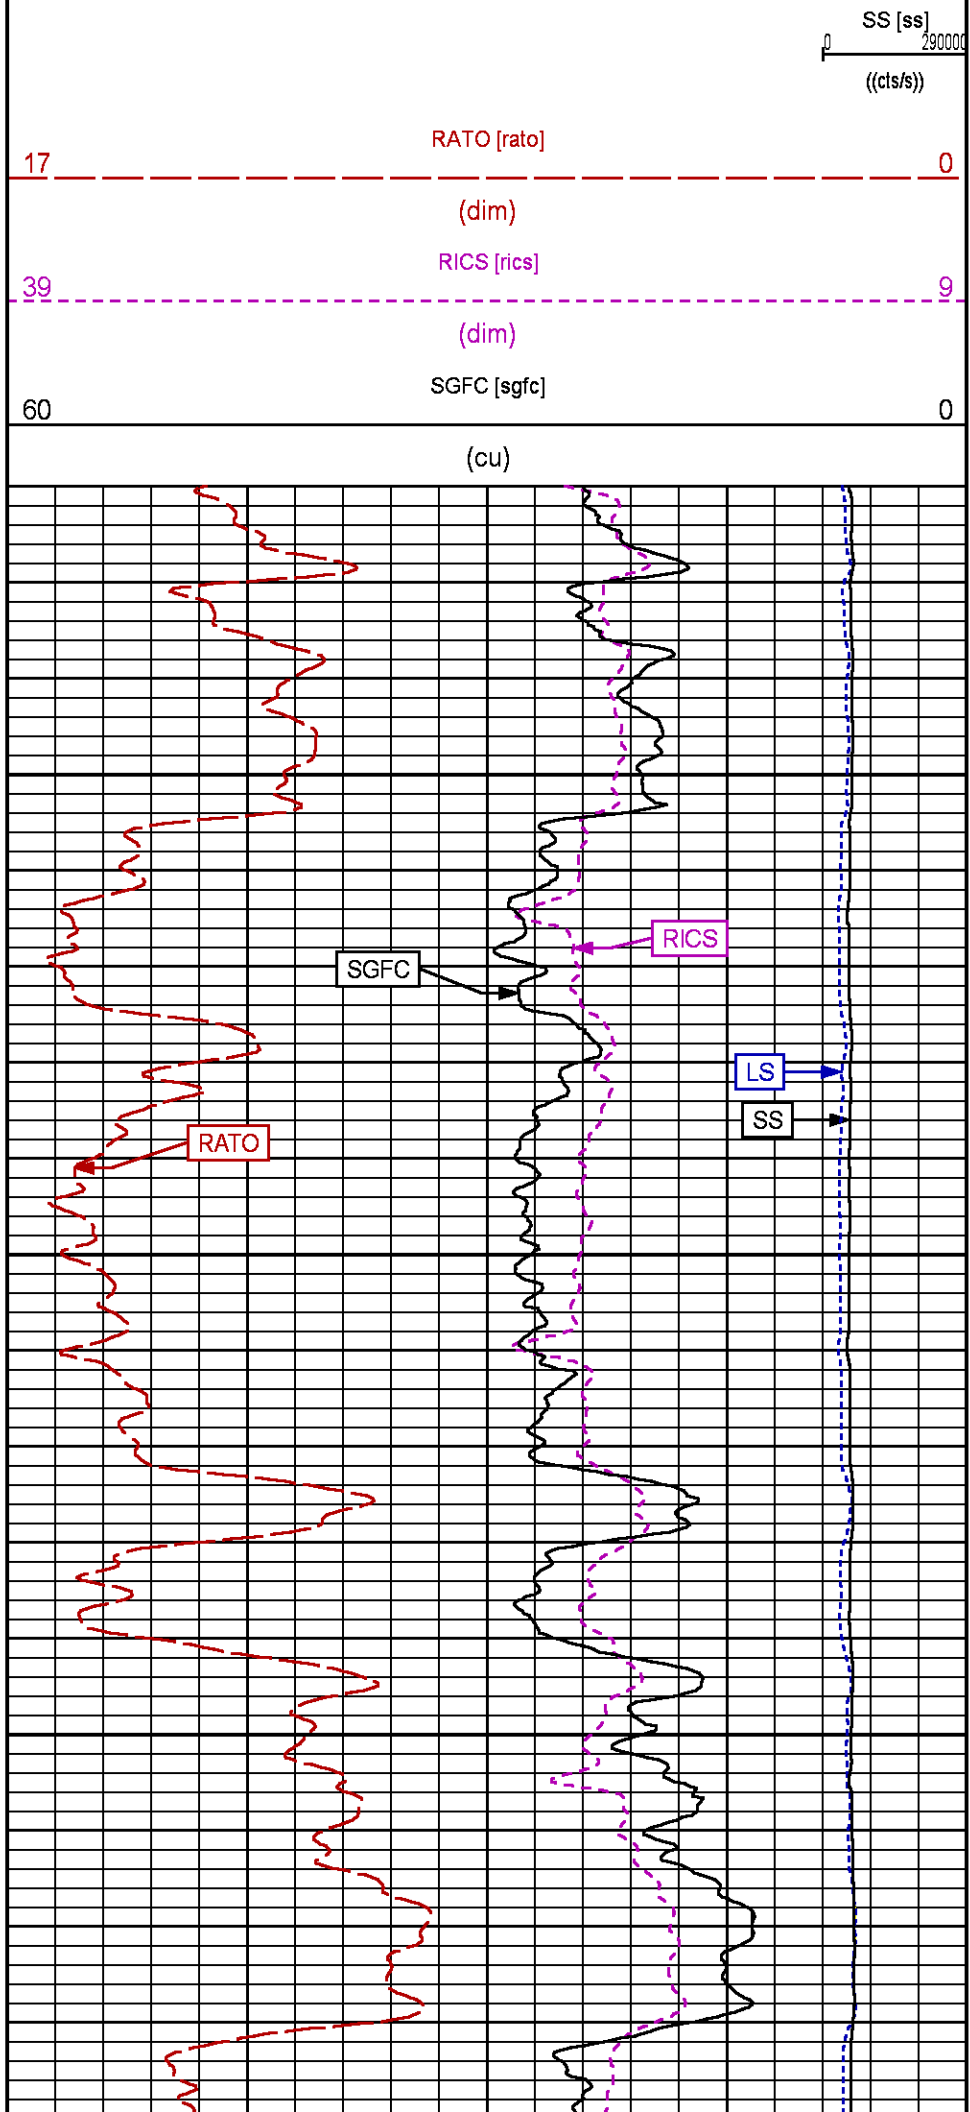 SS [ss]
0 290000
((cts/s))
RATO [rato]
17 0
(dim)
RICS [rics]
39 9
(dim)
SGFC [sgfc]
60 0
(cu)
RICS
SGFC
LS
SS
RATO